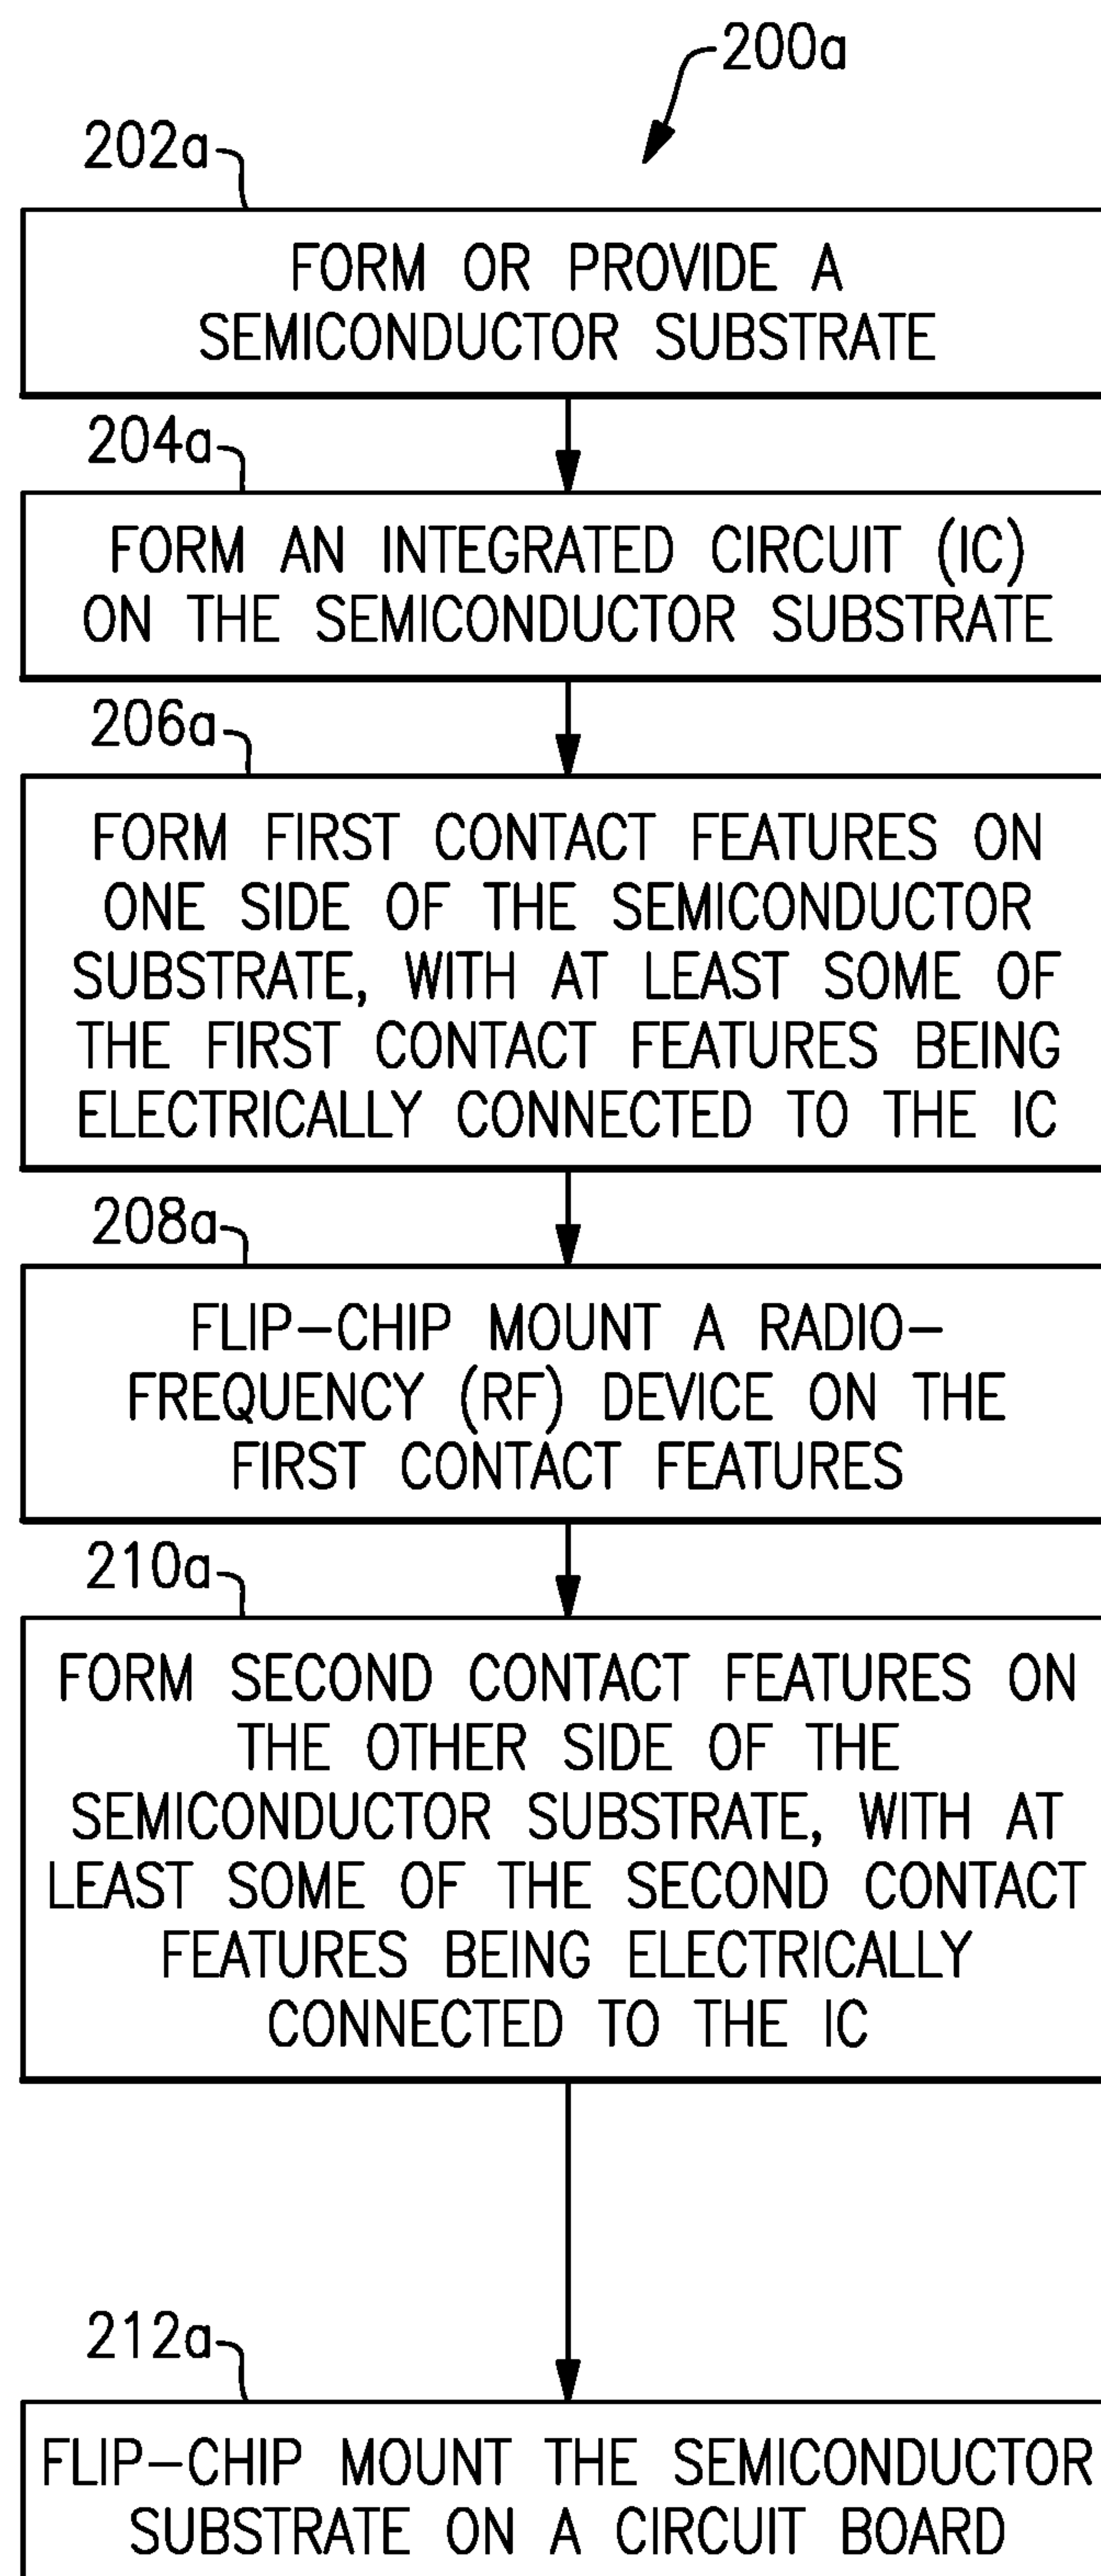 200a
202a
FORM OR PROVIDE A
SEMICONDUCTOR SUBSTRATE
204a
FORM AN INTEGRATED CIRCUIT (IC)
ON THE SEMICONDUCTOR SUBSTRATE
206a
FORM FIRST CONTACT FEATURES ON
ONE SIDE OF THE SEMICONDUCTOR
SUBSTRATE, WITH AT LEAST SOME OF
THE FIRST CONTACT FEATURES BEING
ELECTRICALLY CONNECTED TO THE IC
208a
FLIP-CHIP MOUNT A RADIO-
FREQUENCY (RF) DEVICE ON THE
FIRST CONTACT FEATURES
210a
FORM SECOND CONTACT FEATURES ON
THE OTHER SIDE OF THE
SEMICONDUCTOR SUBSTRATE, WITH AT
LEAST SOME OF THE SECOND CONTACT
FEATURES BEING ELECTRICALLY
CONNECTED TO THE IC
212a
FLIP-CHIP MOUNT THE SEMICONDUCTOR
SUBSTRATE ON A CIRCUIT BOARD